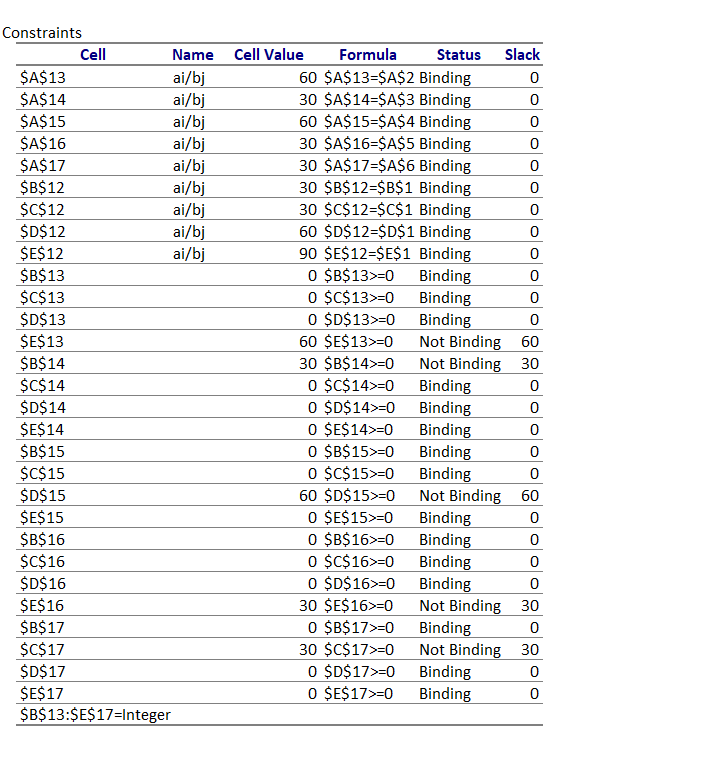 Constraints
Cell Name Cell Value Formula Status Slack
$A$13 ai/bj 60 $A$13=$A$2 Binding 0
$A$14 ai/bj 30 $A$14=$A$3 Binding 0
$A$15 ai/bj 60 $A$15=$A$4 Binding 0
$A$16 ai/bj 30 $A$16=$A$5 Binding 0
$A$17 ai/bj 30 $A$17=$A$6 Binding 0
$B$12 ai/bj 30 $B$12=$B$1 Binding 0
$C$12 ai/bj 30 $C$12=$C$1 Binding 0
$D$12 ai/bj 60 $D$12=$D$1 Binding 0
$E$12 ai/bj 90 $E$12=$E$1 Binding 0
$B$13 0 $B$13>=0 Binding 0
$C$13 0 $C$13>=0 Binding 0
$D$13 0 $D$13>=0 Binding 0
$E$13 60 $E$13>=0 Not Binding 60
$B$14 30 $B$14>=0 Not Binding 30
$C$14 0 $C$14>=0 Binding 0
$D$14 0 $D$14>=0 Binding 0
$E$14 0 $E$14>=0 Binding 0
$B$15 0 $B$15>=0 Binding 0
$C$15 0 $C$15>=0 Binding 0
$D$15 60 $D$15>=0 Not Binding 60
$E$15 0 $E$15>=0 Binding 0
$B$16 0 $B$16>=0 Binding 0
$C$16 0 $C$16>=0 Binding 0
$D$16 0 $D$16>=0 Binding 0
$E$16 30 $E$16>=0 Not Binding 30
$B$17 0 $B$17>=0 Binding 0
$C$17 30 $C$17>=0 Not Binding 30
$D$17 0 $D$17>=0 Binding 0
$E$17 0 $E$17>=0 Binding 0
$B$13:$E$17=Integer